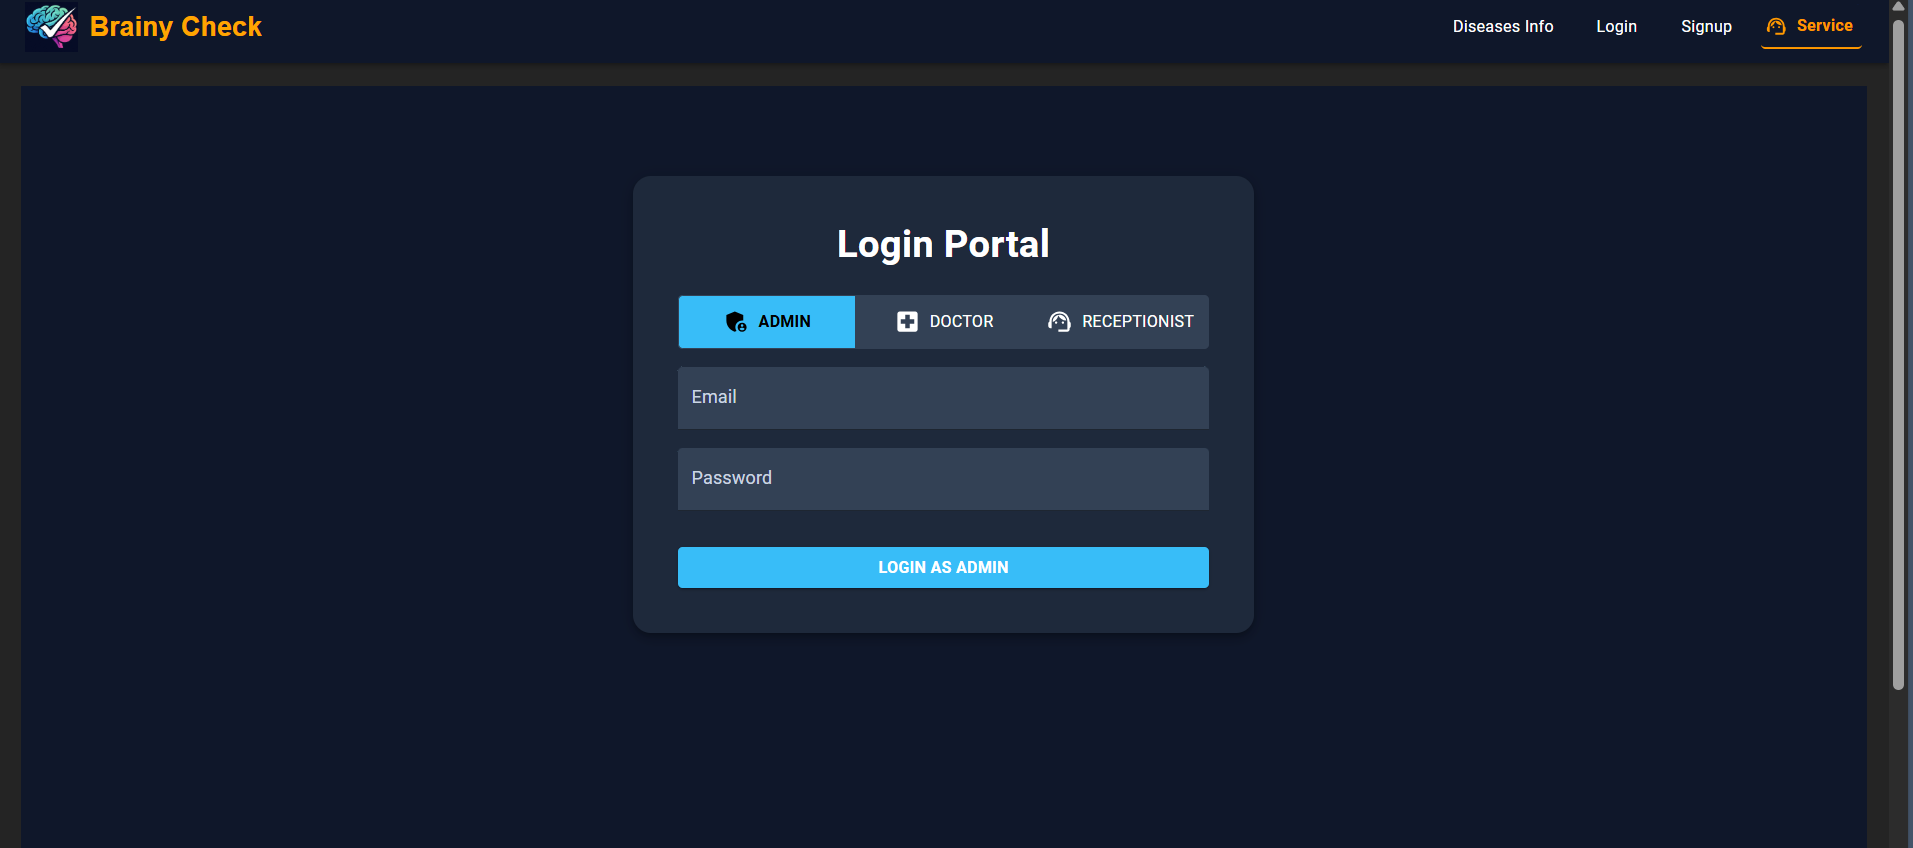 Brainy Check
Diseases Info Login Signup Service
Login Portal
ADMIN DOCTOR RECEPTIONIST
Email
Password
LOGIN AS ADMIN